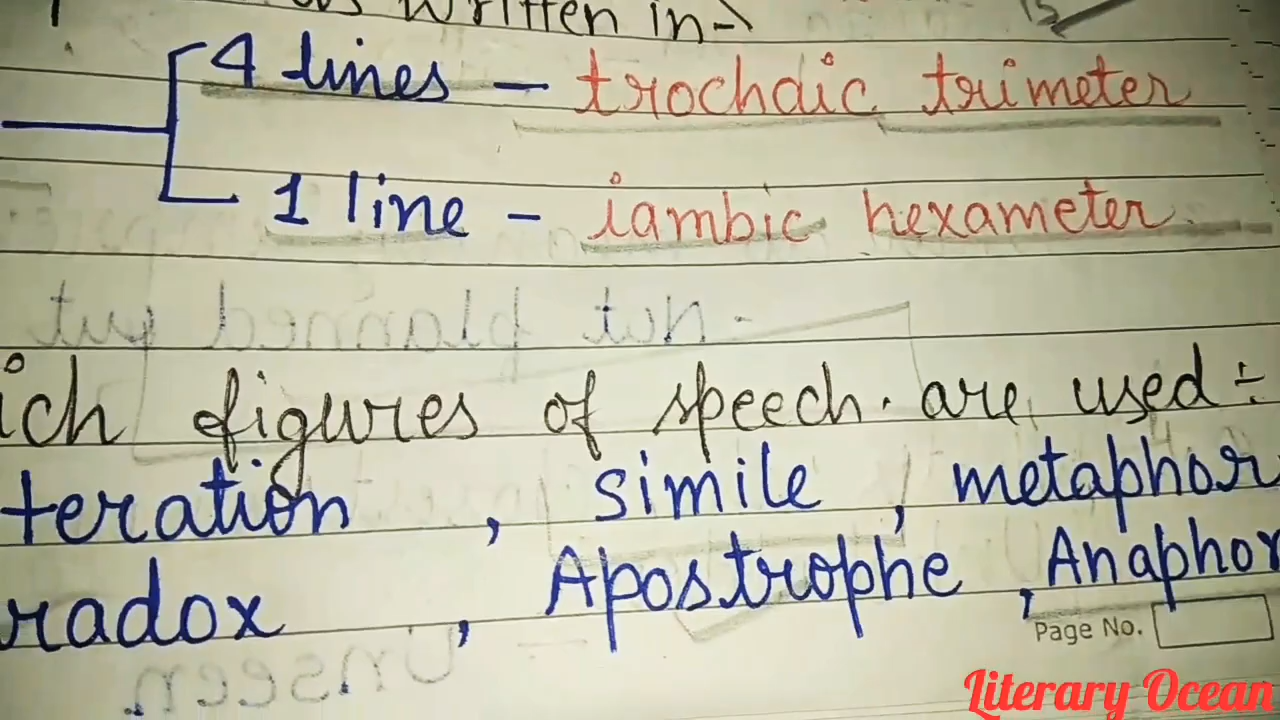 written in→
4 lines - trochaic trimeter
1 line - iambic hexameter
ich figures of speech. are used ÷
teration , simile , metaphor
radox , Apostrophe , Anaphor
Page No.
Literary Ocean